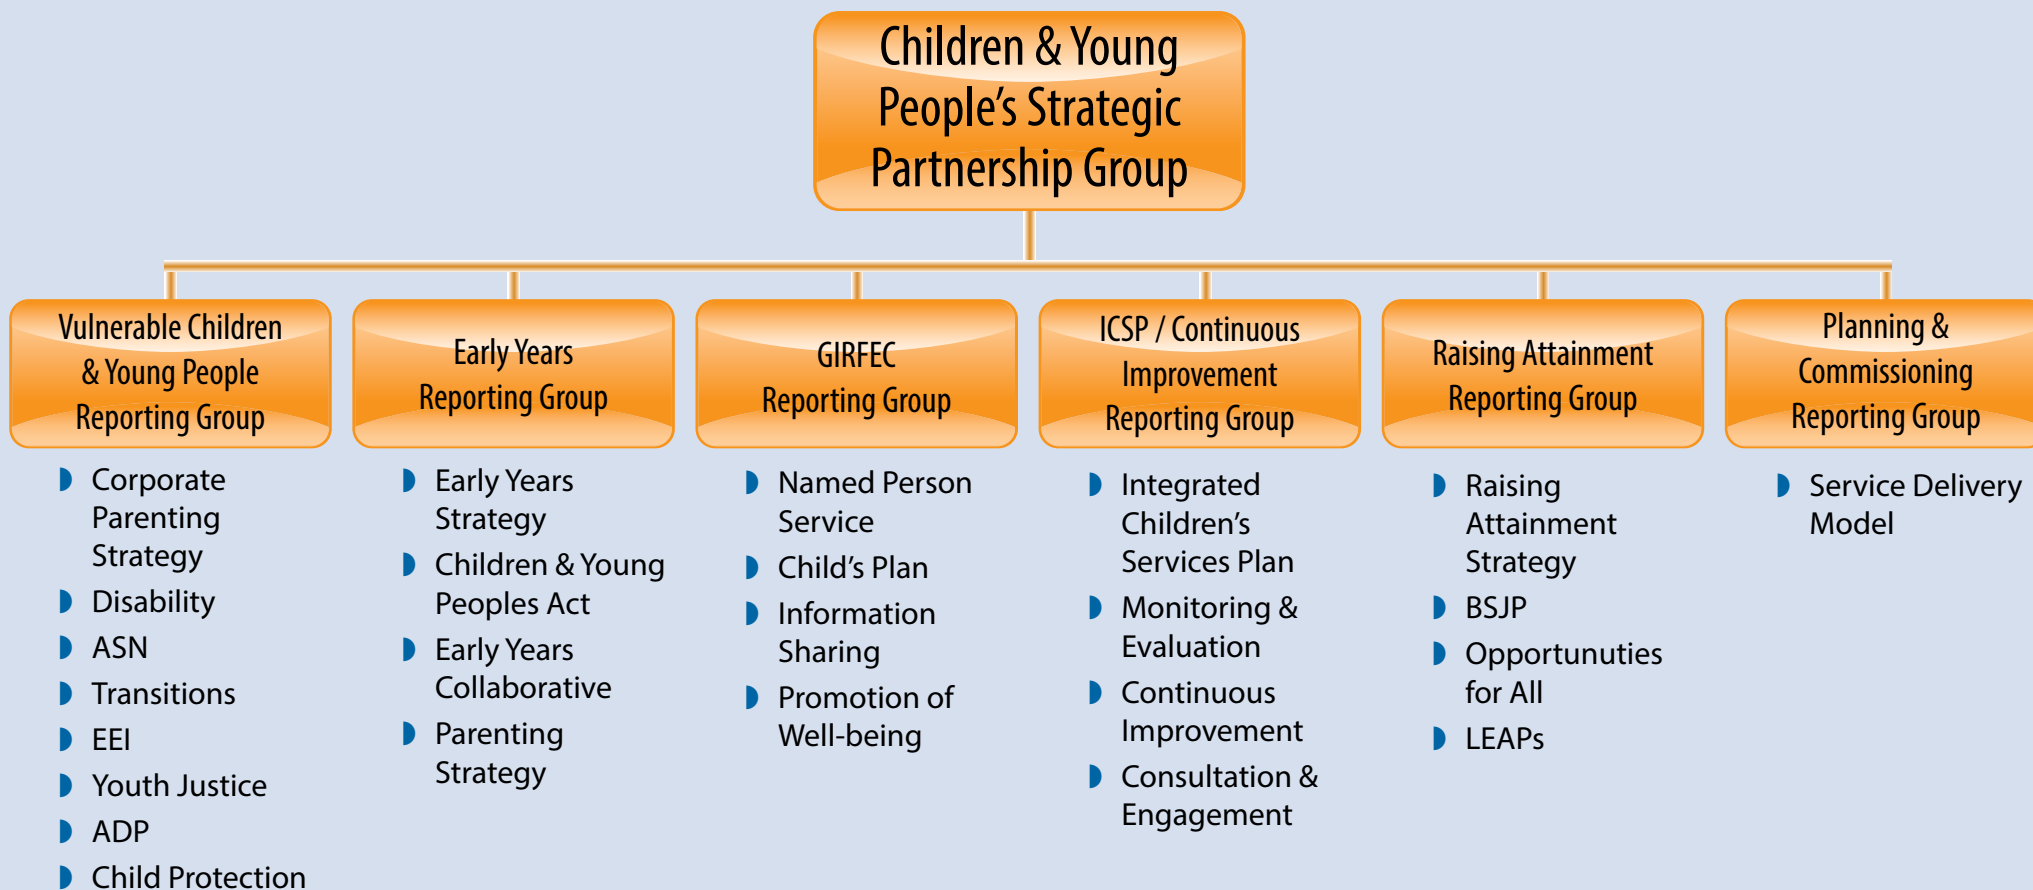 Children & Young
People’s Strategic
Partnership Group
Vulnerable Children
& Young People
Reporting Group
Corporate
Parenting
Strategy
Disability
ASN
Transitions
EEI
Youth Justice
ADP
Child Protection
Early Years
Reporting Group
Early Years
Strategy
Children & Young
Peoples Act
Early Years
Collaborative
Parenting
Strategy
GIRFEC
Reporting Group
Named Person
Service
Child’s Plan
Information
Sharing
Promotion of
Well-being
ICSP / Continuous
Improvement
Reporting Group
Integrated
Children’s
Services Plan
Monitoring &
Evaluation
Continuous
Improvement
Consultation &
Engagement
Raising Attainment
Reporting Group
Raising
Attainment
Strategy
BSJP
Opportunuties
for All
LEAPs
Planning &
Commissioning
Reporting Group
Service Delivery
Model